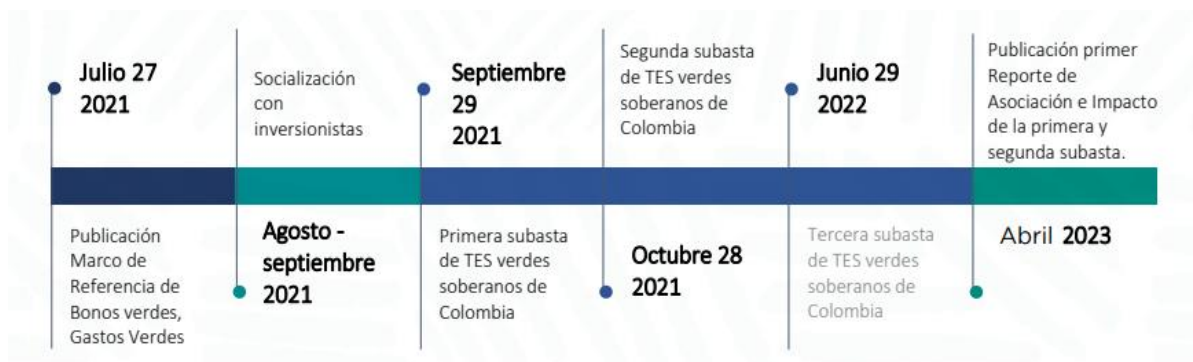 Julio 27
2021
Publicación
Marco de
Referencia de
Bonos verdes,
Gastos Verdes
Socialización
con
inversionistas
Agosto -
septiembre
2021
Septiembre
29
2021
Primera subasta
de TES verdes
soberanos de
Colombia
Segunda subasta
de TES verdes
soberanos de
Colombia
Octubre 28
2021
Junio 29
2022
Tercera subasta
de TES verdes
soberanos de
Colombia
Publicación primer
Reporte de
Asociación e Impacto
de la primera y
segunda subasta.
Abril 2023